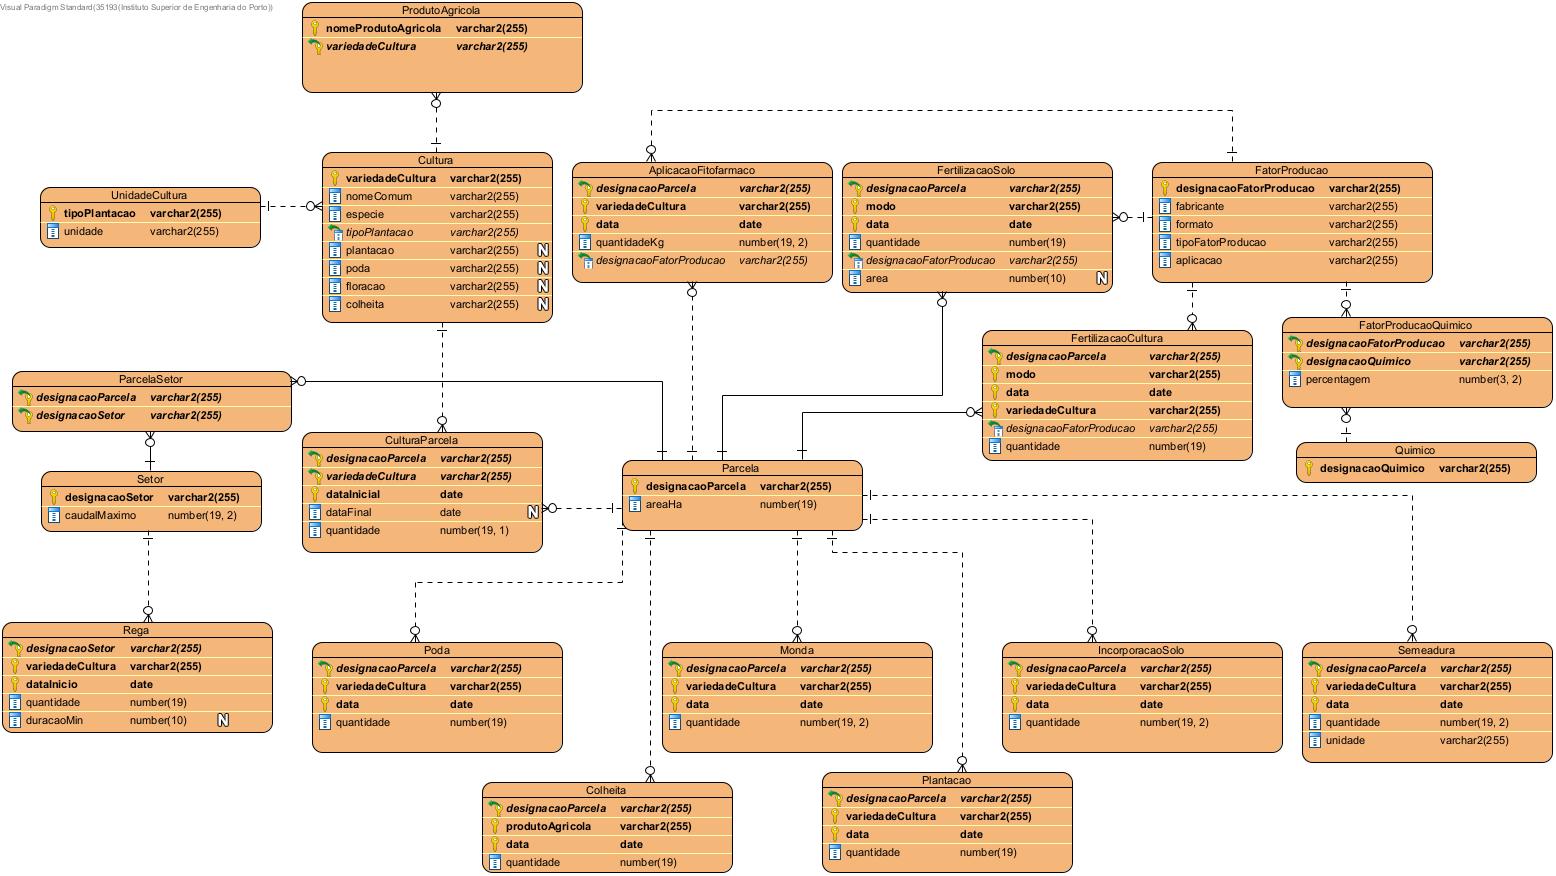 Visual Paradigm Standard(35193(Instituto Superior de Engenharia do Porto))
ProdutoAgricola
nomeProdutoAgricola varchar2(255)
variedadeCultura varchar2(255)
UnidadeCultura
tipoPlantacao varchar2(255)
unidade varchar2(255)
Cultura
variedadeCultura varchar2(255)
nomeComum varchar2(255)
especie varchar2(255)
tipoPlantacao varchar2(255)
plantacao varchar2(255) N
poda varchar2(255) N
floracao varchar2(255) N
colheita varchar2(255) N
AplicacaoFitofarmaco
designacaoParcela varchar2(255)
variedadeCultura varchar2(255)
data date
quantidadeKg number(19, 2)
designacaoFatorProducao varchar2(255)
FertilizacaoSolo
designacaoParcela varchar2(255)
modo varchar2(255)
data date
quantidade number(19)
designacaoFatorProducao varchar2(255)
area number(10) N
FatorProducao
designacaoFatorProducao varchar2(255)
fabricante varchar2(255)
formato varchar2(255)
tipoFatorProducao varchar2(255)
aplicacao varchar2(255)
FertilizacaoCultura
designacaoParcela varchar2(255)
modo varchar2(255)
data date
variedadeCultura varchar2(255)
designacaoFatorProducao varchar2(255)
quantidade number(19)
FatorProducaoQuimico
designacaoFatorProducao varchar2(255)
designacaoQuimico varchar2(255)
percentagem number(3, 2)
Quimico
designacaoQuimico varchar2(255)
ParcelaSetor
designacaoParcela varchar2(255)
designacaoSetor varchar2(255)
Setor
designacaoSetor varchar2(255)
caudalMaximo number(19, 2)
CulturaParcela
designacaoParcela varchar2(255)
variedadeCultura varchar2(255)
dataInicial date
dataFinal date N
quantidade number(19, 1)
Parcela
designacaoParcela varchar2(255)
areaHa number(19)
Rega
designacaoSetor varchar2(255)
variedadeCultura varchar2(255)
dataInicio date
quantidade number(19)
duracaoMin number(10) N
Poda
designacaoParcela varchar2(255)
variedadeCultura varchar2(255)
data date
quantidade number(19)
Monda
designacaoParcela varchar2(255)
variedadeCultura varchar2(255)
data date
quantidade number(19, 2)
IncorporacaoSolo
designacaoParcela varchar2(255)
variedadeCultura varchar2(255)
data date
quantidade number(19, 2)
Semeadura
designacaoParcela varchar2(255)
variedadeCultura varchar2(255)
data date
quantidade number(19, 2)
unidade varchar2(255)
Colheita
designacaoParcela varchar2(255)
produtoAgricola varchar2(255)
data date
quantidade number(19)
Plantacao
designacaoParcela varchar2(255)
variedadeCultura varchar2(255)
data date
quantidade number(19)